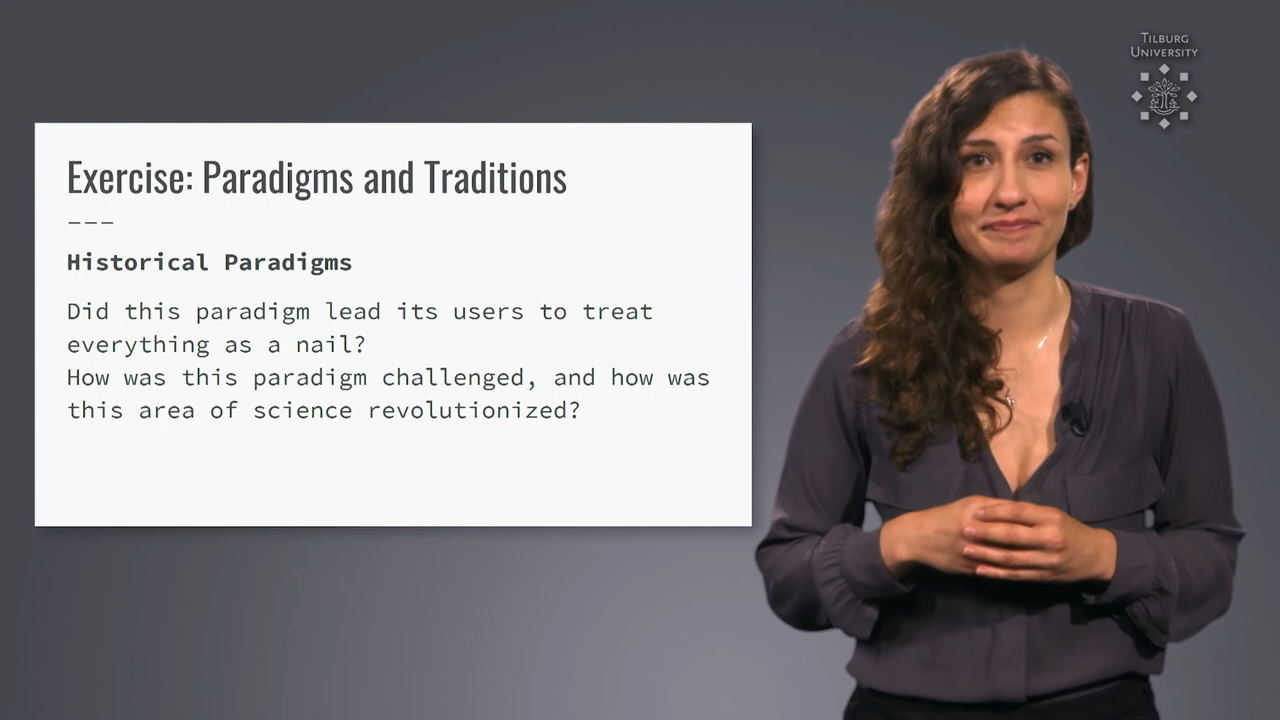 TILBURG
UNIVERSITY
Exercise: Paradigms and Traditions
---
Historical Paradigms
Did this paradigm lead its users to treat
everything as a nail?
How was this paradigm challenged, and how was
this area of science revolutionized?